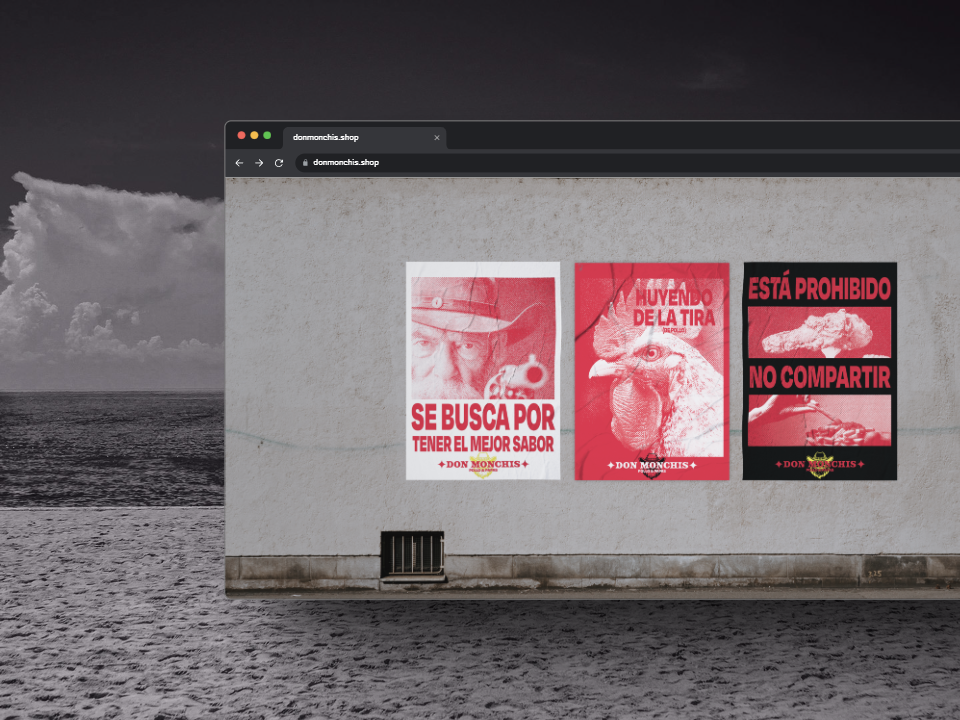 donmonchis.shop
donmonchis.shop
SE BUSCA POR
TENER EL MEJOR SABOR
DON MONCHIS
HUYENDO
DE LA TIRA
(DE POLLO)
DON MONCHIS
ESTÁ PROHIBIDO
NO COMPARTIR
DON MONCHIS